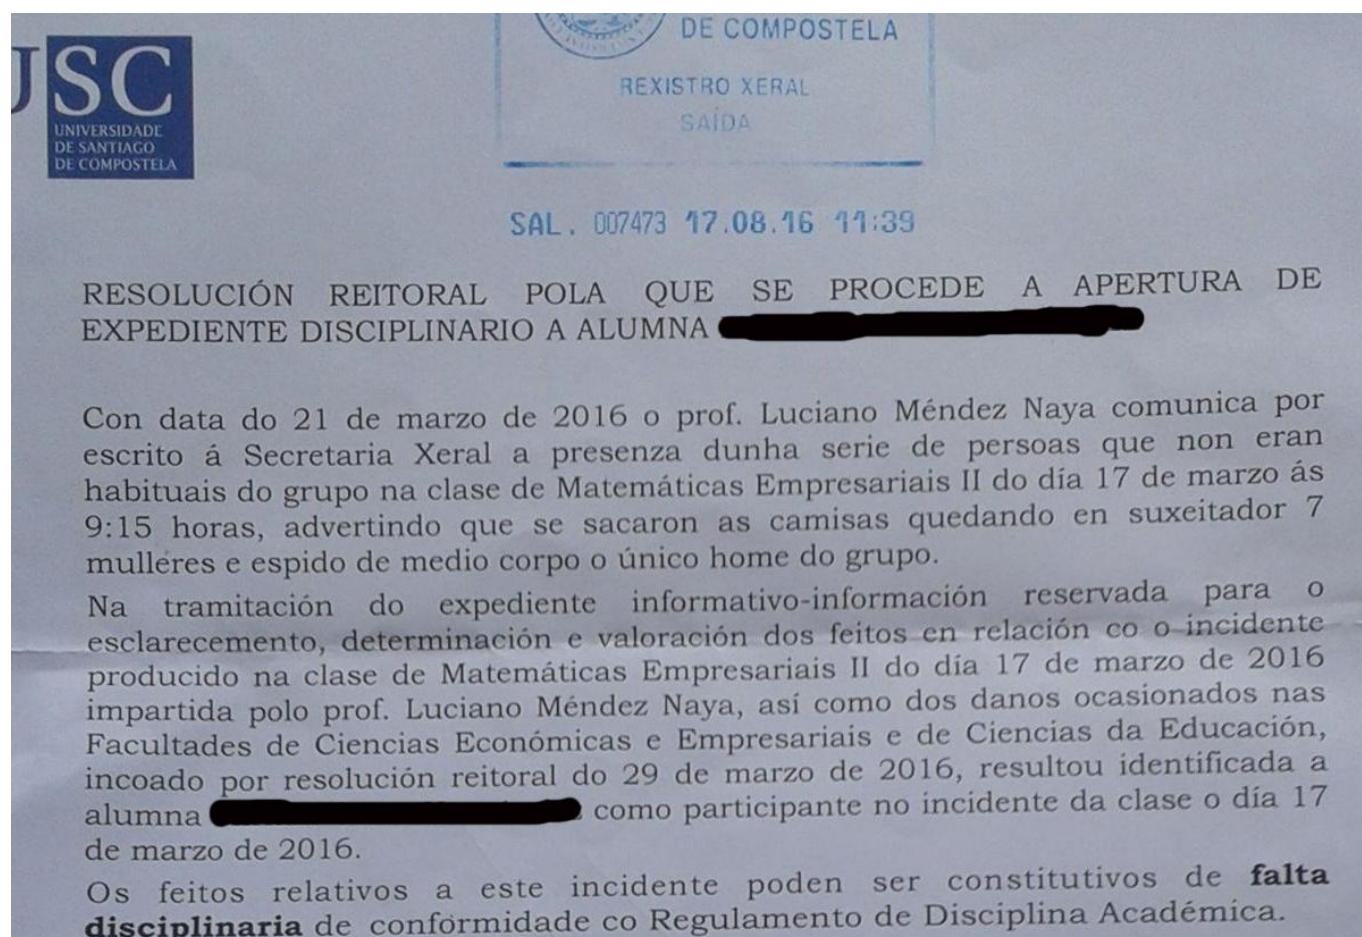 USC
UNIVERSIDADE
DE SANTIAGO
DE COMPOSTELA
DE COMPOSTELA
REXISTRO XERAL
SAÍDA
SAL. 007473 17.08.16 11:39
RESOLUCIÓN REITORAL POLA QUE SE PROCEDE A APERTURA DE
EXPEDIENTE DISCIPLINARIO A ALUMNA
Con data do 21 de marzo de 2016 o prof. Luciano Méndez Naya comunica por
escrito á Secretaria Xeral a presenza dunha serie de persoas que non eran
habituais do grupo na clase de Matemáticas Empresariais II do día 17 de marzo ás
9:15 horas, advertindo que se sacaron as camisas quedando en suxeitador 7
mulleres e espido de medio corpo o único home do grupo.
Na tramitación do expediente informativo-información reservada para o
esclarecemento, determinación e valoración dos feitos en relación co o incidente
producido na clase de Matemáticas Empresariais II do día 17 de marzo de 2016
impartida polo prof. Luciano Méndez Naya, así como dos danos ocasionados nas
Facultades de Ciencias Económicas e Empresariais e de Ciencias da Educación,
incoado por resolución reitoral do 29 de marzo de 2016, resultou identificada a
alumna como participante no incidente da clase o día 17
de marzo de 2016.
Os feitos relativos a este incidente poden ser constitutivos de falta
disciplinaria de conformidade co Regulamento de Disciplina Académica.